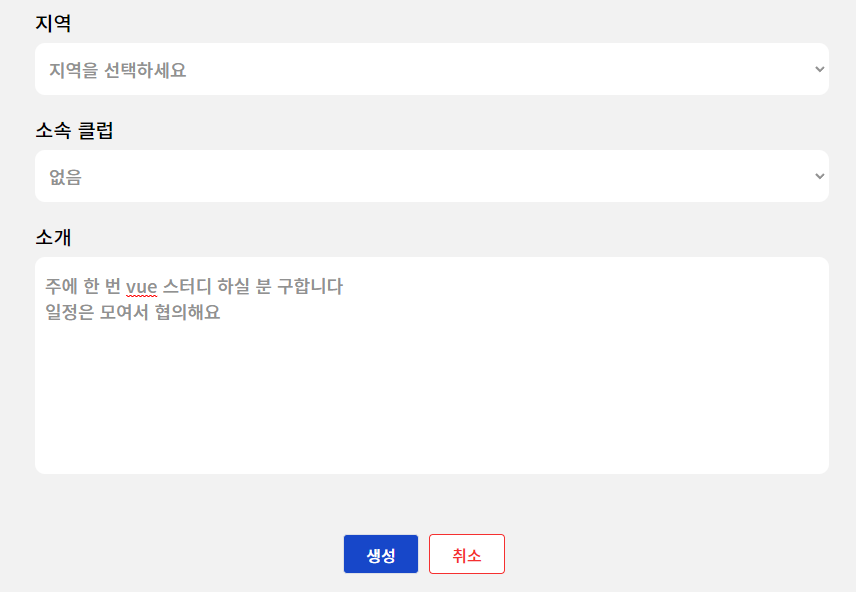 지역
지역을 선택하세요
소속 클럽
없음
소개
주에 한 번 vue 스터디 하실 분 구합니다
일정은 모여서 협의해요
생성
취소